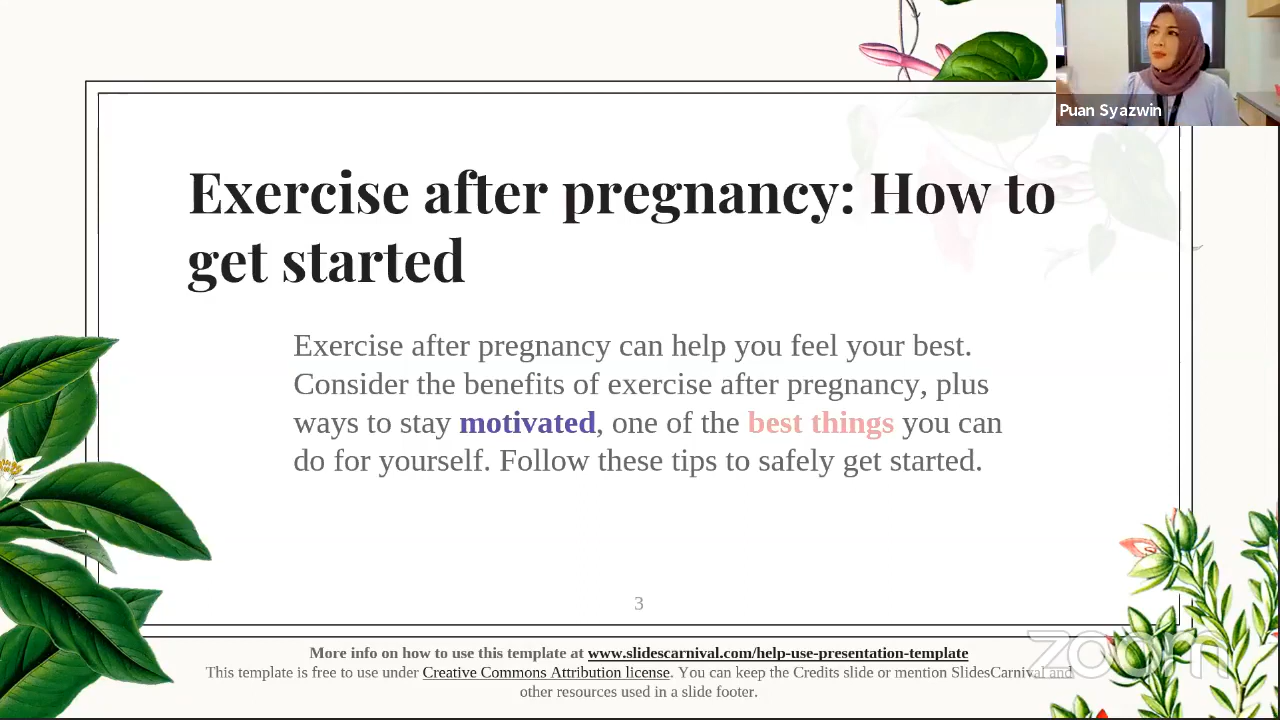 Puan Syazwin
Exercise after pregnancy: How to
get started
Exercise after pregnancy can help you feel your best.
Consider the benefits of exercise after pregnancy, plus
ways to stay motivated, one of the best things you can
do for yourself. Follow these tips to safely get started.
3
More info on how to use this template at www.slidescarnival.com/help-use-presentation-template
This template is free to use under Creative Commons Attribution license. You can keep the Credits slide or mention SlidesCarnival and
other resources used in a slide footer.
zoom